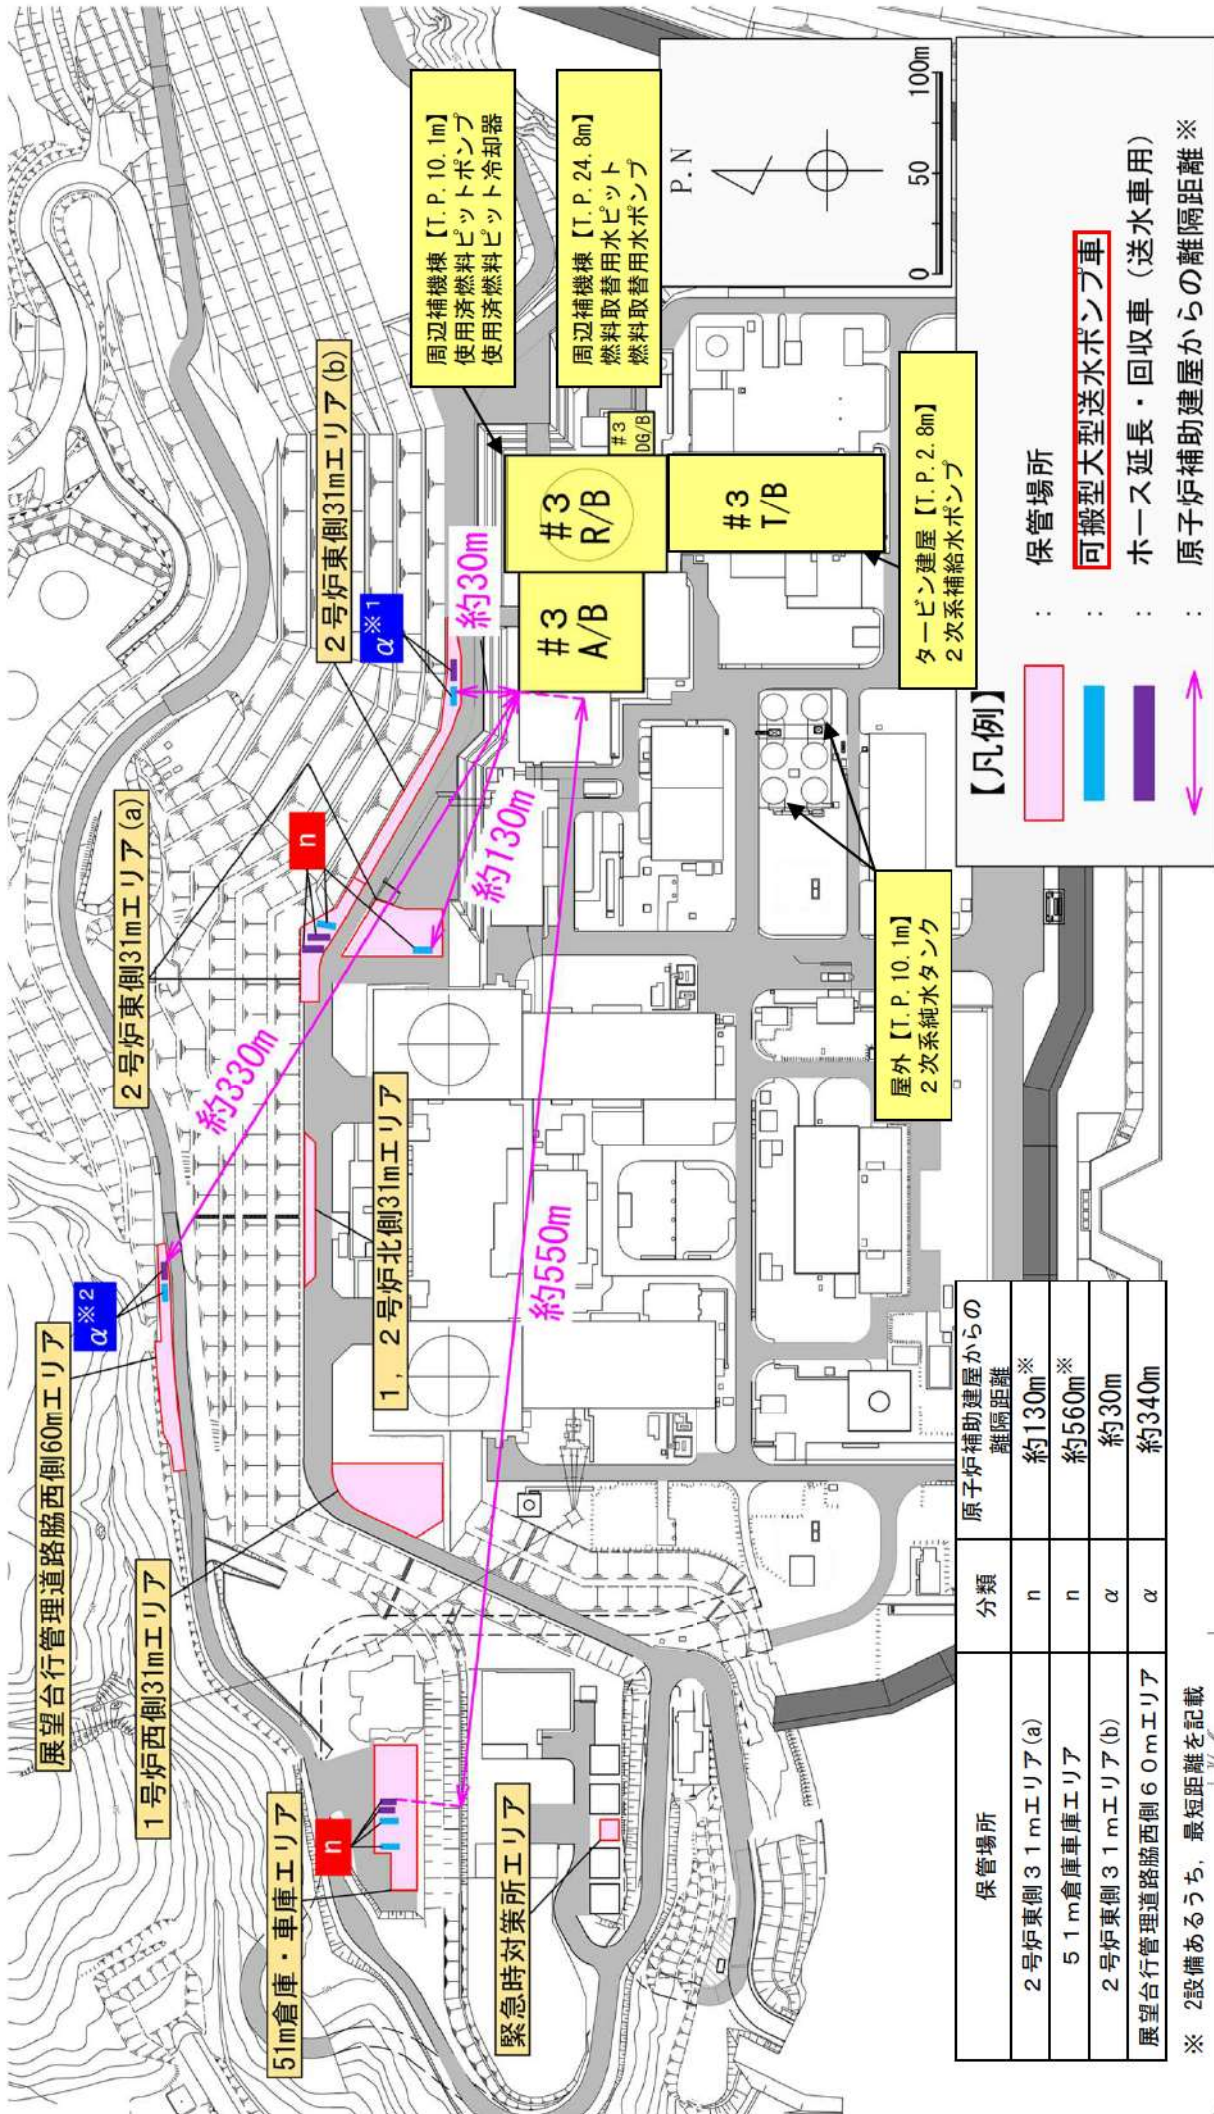 展望台行管理道路脇西側60mエリア
α※2
1号炉西側31mエリア
51m倉庫・車庫エリア
n
緊急時対策所エリア
2号炉東側31mエリア(a)
n
約330m
1,2号炉北側31mエリア
約550m
約130m
2号炉東側31mエリア(b)
α※1
約30m
周辺補機棟【T.P.10.1m】
使用済燃料ピットポンプ
使用済燃料ピット冷却器
周辺補機棟【T.P.24.8m】
燃料取替用水ピット
燃料取替用水ポンプ
#3
R/B
#3
A/B
#3
DG/B
#3
T/B
タービン建屋【T.P.2.8m】
2次系補給水ポンプ
屋外【T.P.10.1m】
2次系純水タンク
P.N
0 50 100m
【凡例】
: 保管場所
: 可搬型大型送水ポンプ車
: ホース延長・回収車(送水車用)
: 原子炉補助建屋からの離隔距離※
保管場所 分類 原子炉補助建屋からの
離隔距離
2号炉東側31mエリア(a) n 約130m※
51m倉庫車庫エリア n 約560m※
2号炉東側31mエリア(b) α 約30m
展望台行管理道路脇西側60mエリア α 約340m
※ 2設備あるうち,最短距離を記載